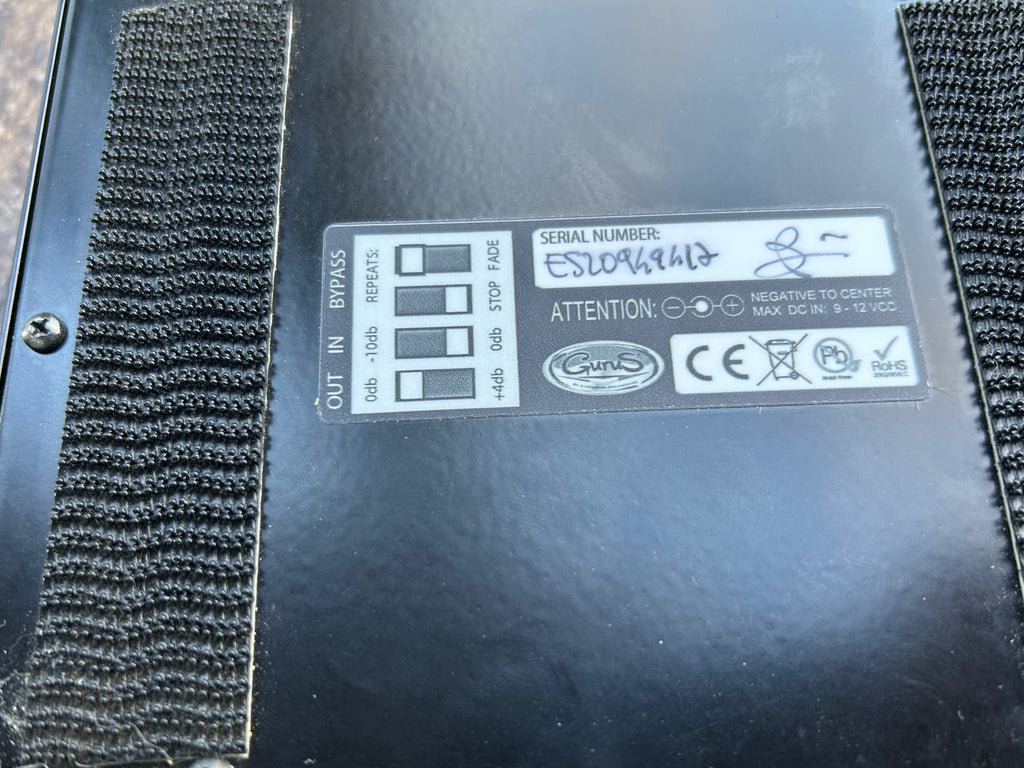 SERIAL NUMBER:
ATTENTION: NEGATIVE TO CENTER
MAX DC IN: 9 - 12 VCC
GuruS
CE Pb RoHS
OUT IN BYPASS
0db -10db REPEATS:
+4db 0db STOP FADE